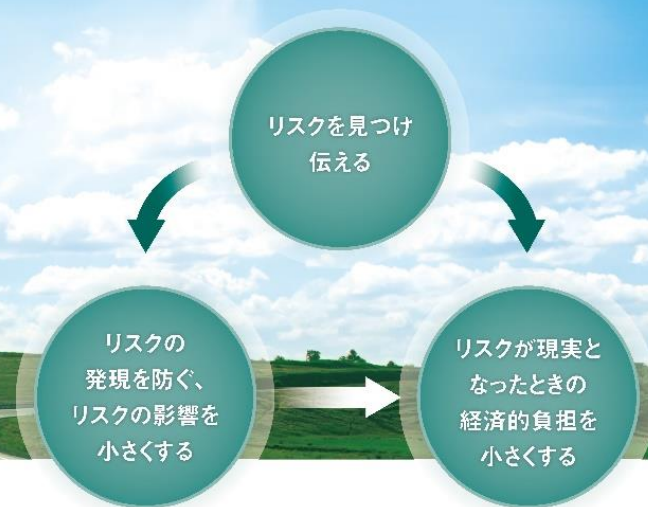 リスクを見つけ
伝える
リスクの
発現を防ぐ、
リスクの影響を
小さくする
リスクが現実と
なったときの
経済的負担を
小さくする